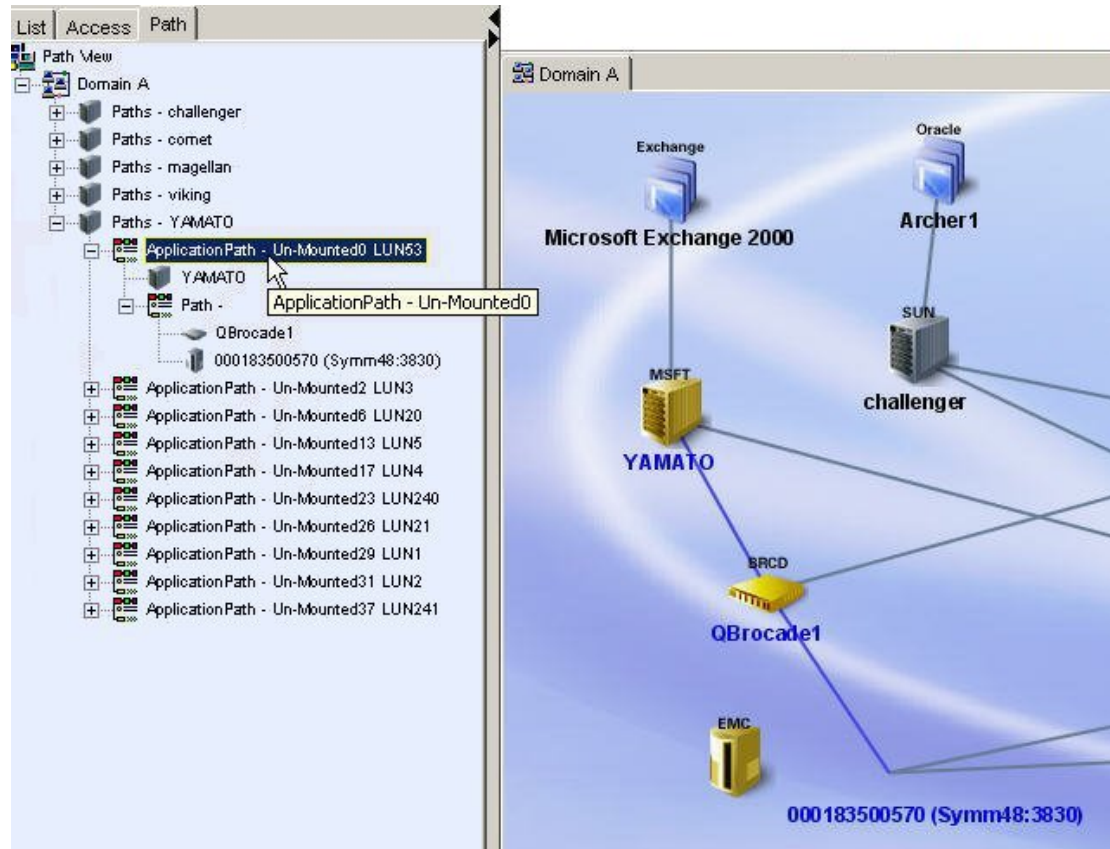 List Access Path
Path View
Domain A
Paths - challenger
Paths - comet
Paths - magellan
Paths - viking
Paths - YAMATO
ApplicationPath - Un-Mounted0 LUN53
YAMATO
Path -
ApplicationPath - Un-Mounted0
QBrocade1
000183500570 (Symm48:3830)
ApplicationPath - Un-Mounted2 LUN3
ApplicationPath - Un-Mounted6 LUN20
ApplicationPath - Un-Mounted13 LUN5
ApplicationPath - Un-Mounted17 LUN4
ApplicationPath - Un-Mounted23 LUN240
ApplicationPath - Un-Mounted26 LUN21
ApplicationPath - Un-Mounted29 LUN1
ApplicationPath - Un-Mounted31 LUN2
ApplicationPath - Un-Mounted37 LUN241
Domain A
Exchange
Microsoft Exchange 2000
Oracle
Archer1
SUN
challenger
MSFT
YAMATO
BRCD
QBrocade1
EMC
000183500570 (Symm48:3830)